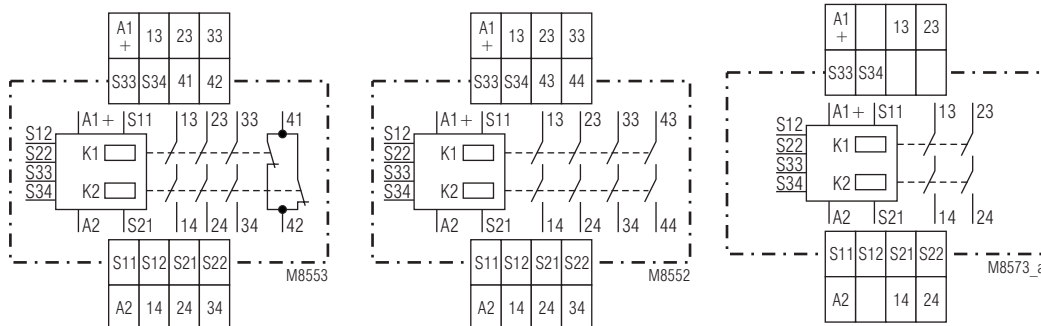 A1 + 13 23 33
S33 S34 41 42
A1+ S11 13 23 33 41
S12
S22
S33
S34
K1
K2
A2 S21 14 24 34 42
S11 S12 S21 S22
A2 14 24 34
M8553
A1 + 13 23 33
S33 S34 43 44
A1+ S11 13 23 33 43
S12
S22
S33
S34
K1
K2
A2 S21 14 24 34 44
S11 S12 S21 S22
A2 14 24 34
M8552
A1 + 13 23
S33 S34
A1+ S11 13 23
S12
S22
S33
S34
K1
K2
A2 S21 14 24
S11 S12 S21 S22
A2 14 24
M8573_a